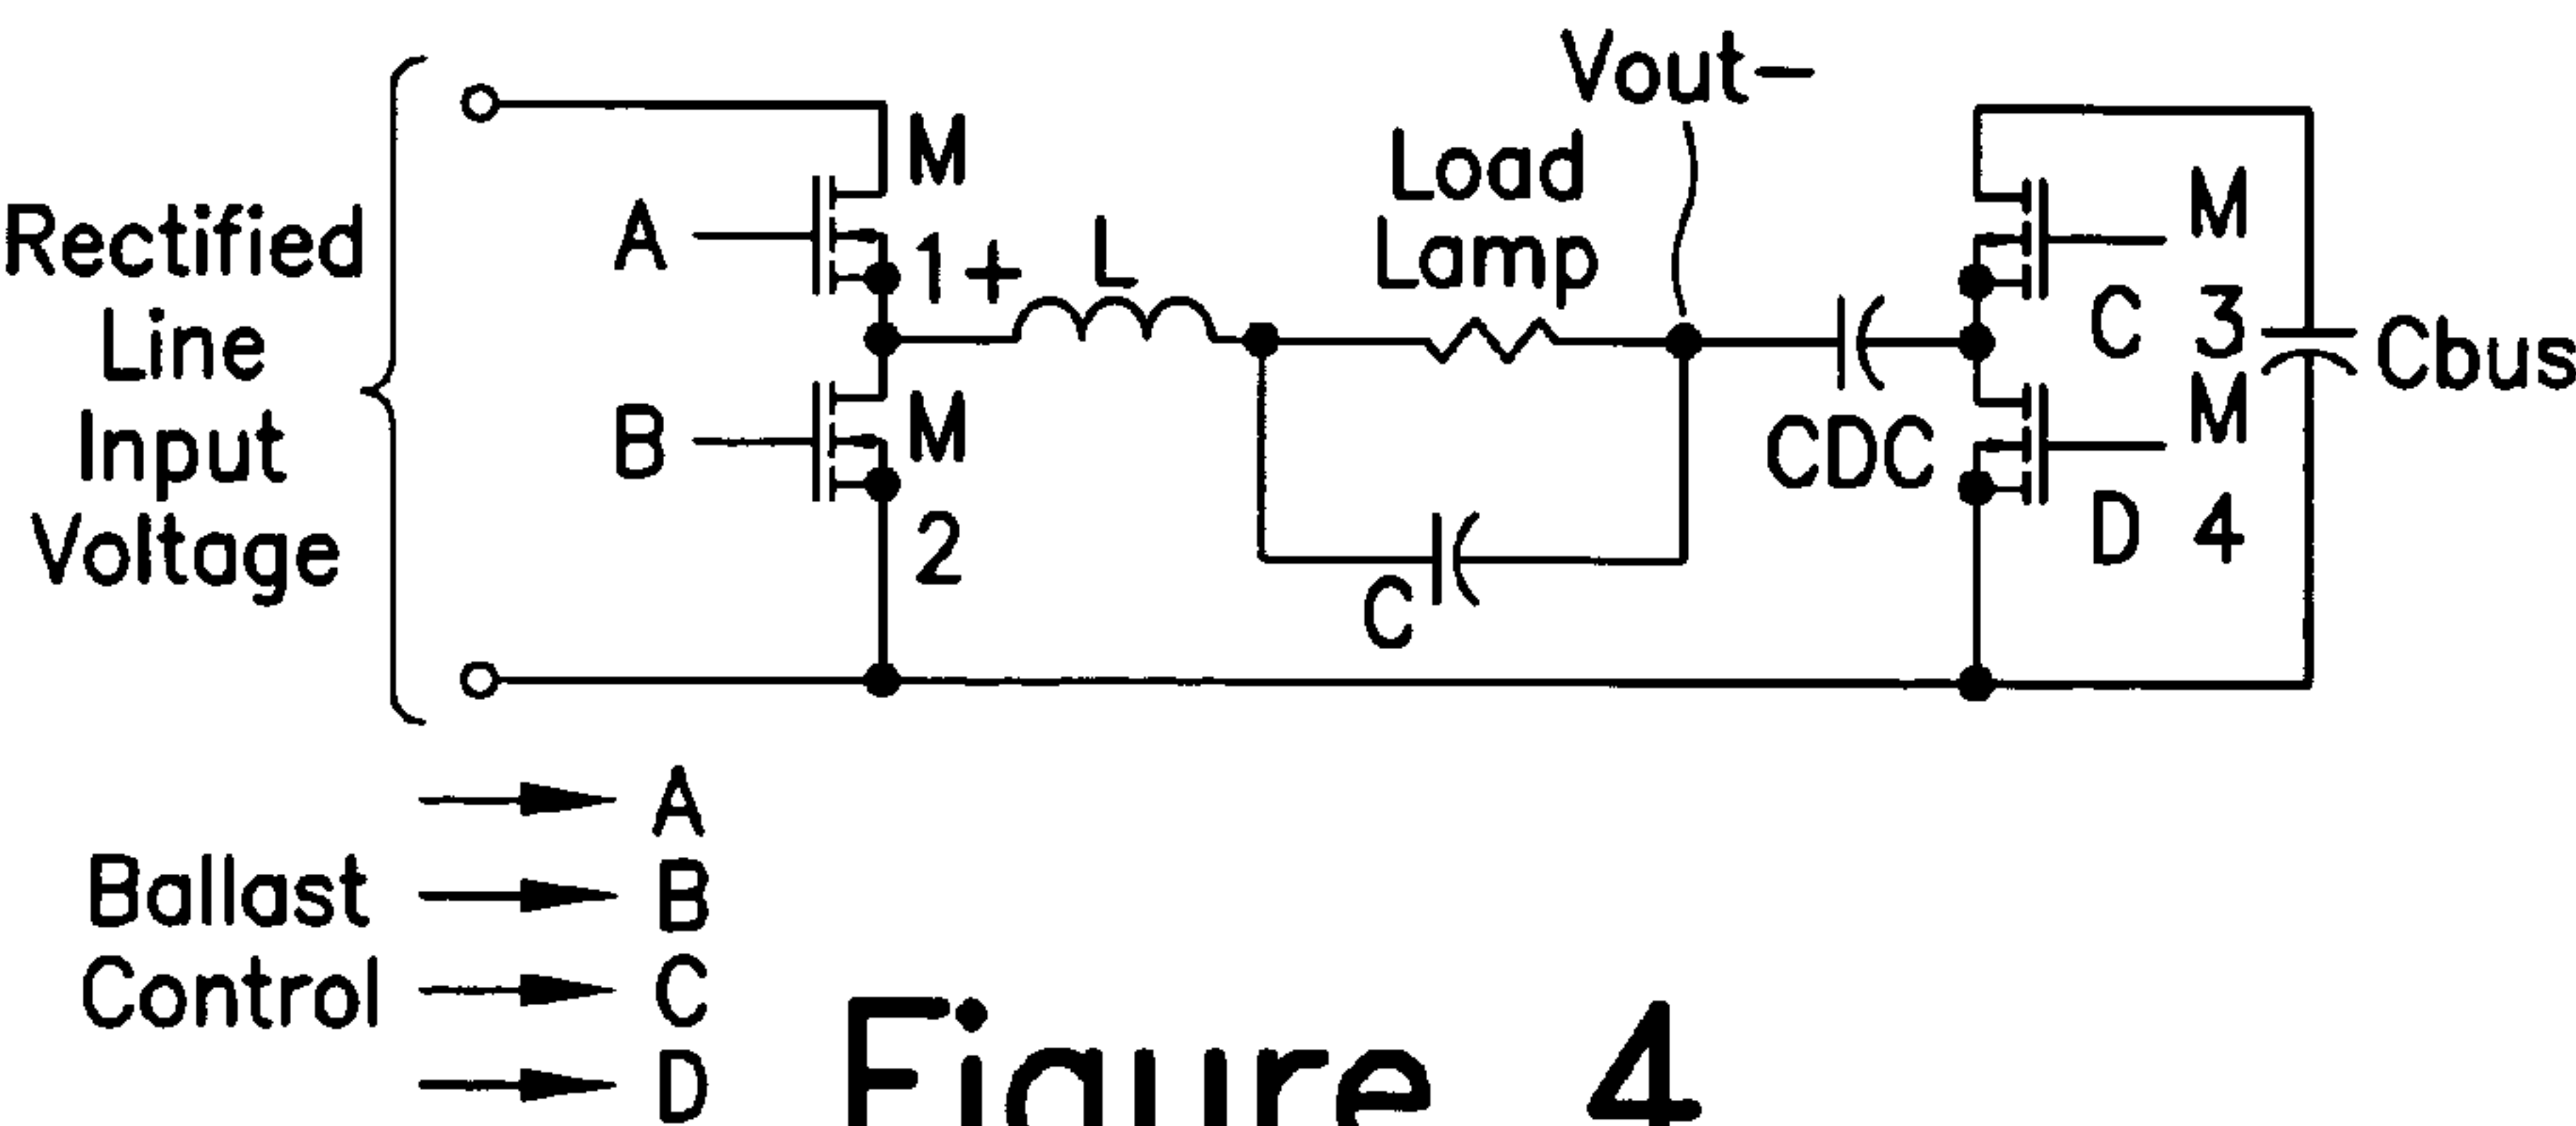 Rectified
Line
Input
Voltage
A
B
M
1+
M
2
L
Load
Lamp
Vout-
C
CDC
M
C 3
M
D 4
Cbus
Ballast
Control
A
B
C
D
Figure 4